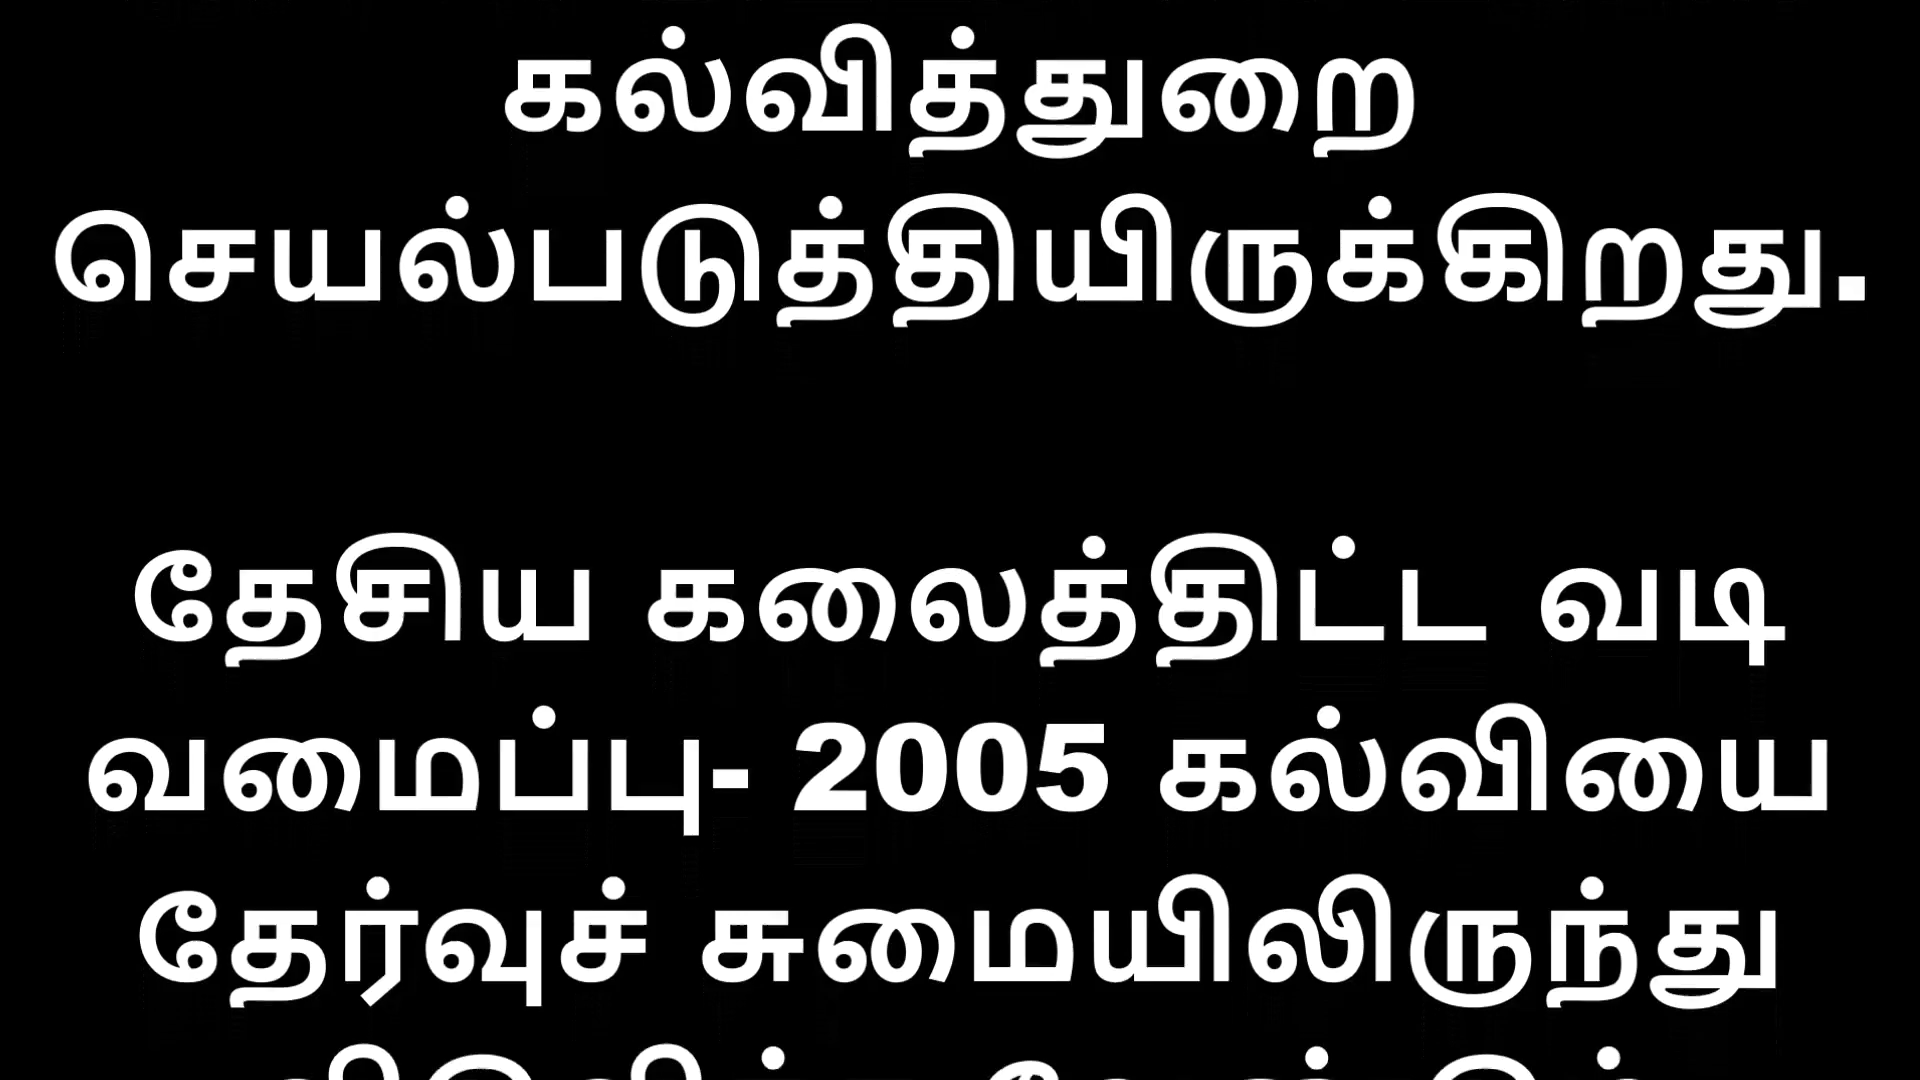 கல்வித்துறை
செயல்படுத்தியிருக்கிறது.
தேசிய கலைத்திட்ட வடி
வமைப்பு- 2005 கல்வியை
தேர்வுச் சுமையிலிருந்து